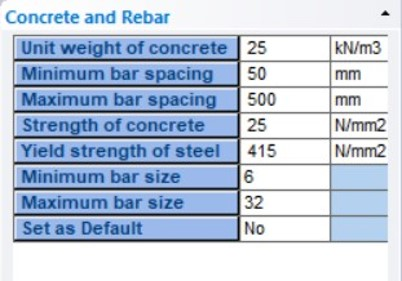 Concrete and Rebar
Unit weight of concrete 25 kN/m3
Minimum bar spacing 50 mm
Maximum bar spacing 500 mm
Strength of concrete 25 N/mm2
Yield strength of steel 415 N/mm2
Minimum bar size 6
Maximum bar size 32
Set as Default No